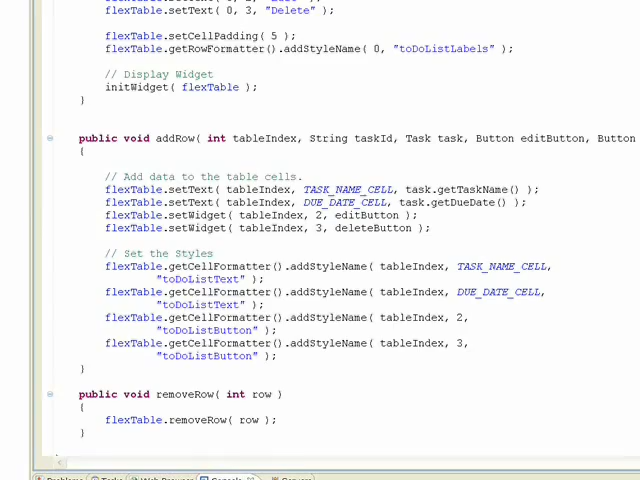 flexTable.setText( 0, 3, "Delete" );
flexTable.setCellPadding( 5 );
flexTable.getRowFormatter().addStyleName( 0, "toDoListLabels" );
// Display Widget
initWidget( flexTable );
}
public void addRow( int tableIndex, String taskId, Task task, Button editButton, Button
{
// Add data to the table cells.
flexTable.setText( tableIndex, TASK_NAME_CELL, task.getTaskName() );
flexTable.setText( tableIndex, DUE_DATE_CELL, task.getDueDate() );
flexTable.setWidget( tableIndex, 2, editButton );
flexTable.setWidget( tableIndex, 3, deleteButton );
// Set the Styles
flexTable.getCellFormatter().addStyleName( tableIndex, TASK_NAME_CELL,
"toDoListText" );
flexTable.getCellFormatter().addStyleName( tableIndex, DUE_DATE_CELL,
"toDoListText" );
flexTable.getCellFormatter().addStyleName( tableIndex, 2,
"toDoListButton" );
flexTable.getCellFormatter().addStyleName( tableIndex, 3,
"toDoListButton" );
}
public void removeRow( int row )
{
flexTable.removeRow( row );
}